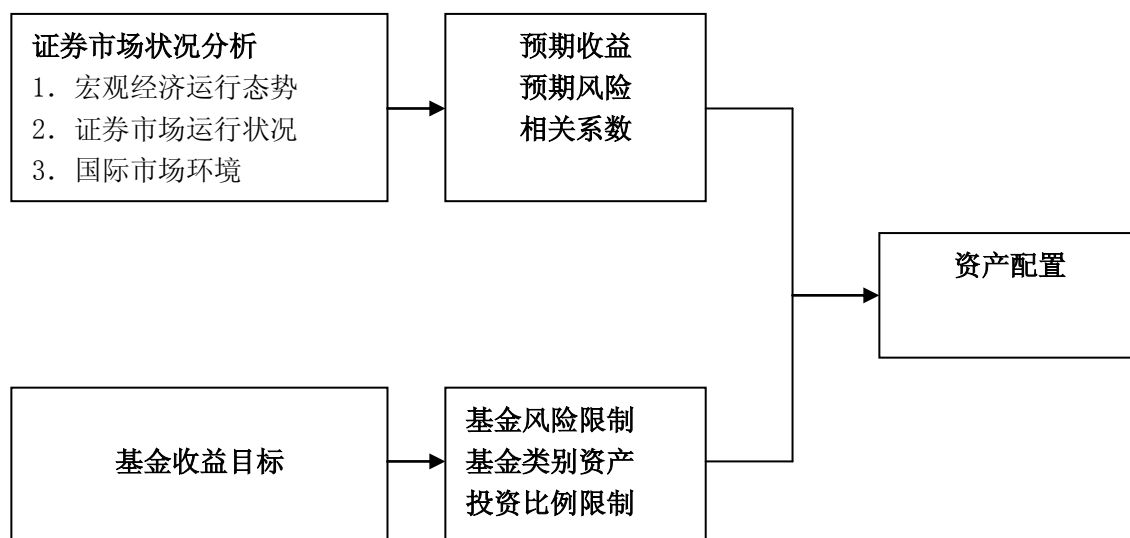 证券市场状况分析
1. 宏观经济运行态势
2. 证券市场运行状况
3. 国际市场环境
预期收益
预期风险
相关系数
资产配置
基金收益目标
基金风险限制
基金类别资产
投资比例限制